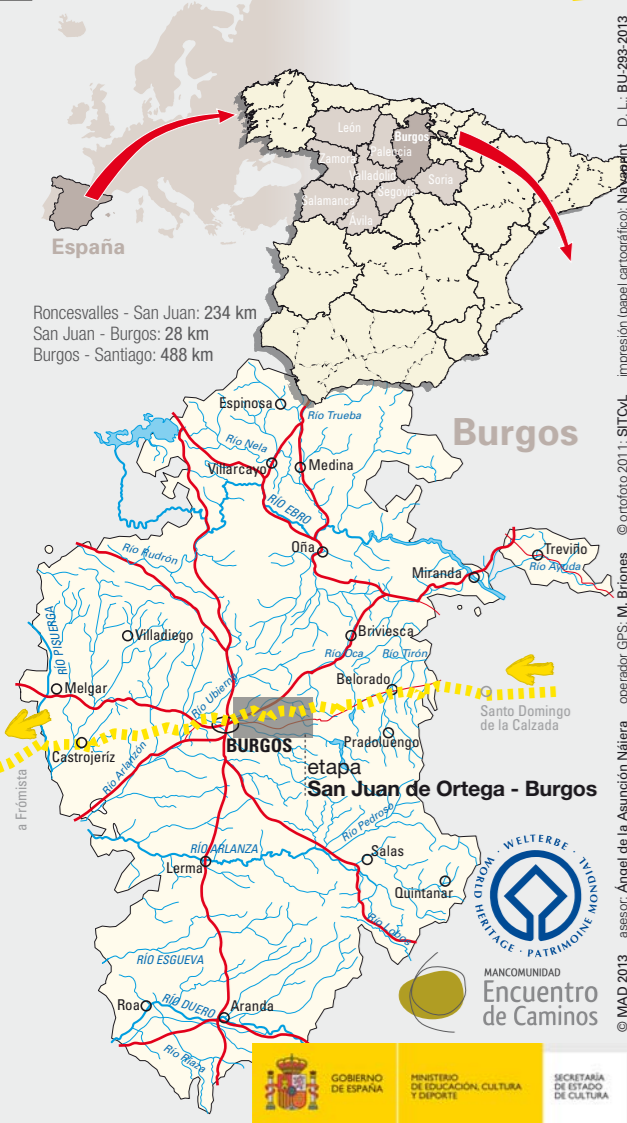 España
León
Burgos
Palencia
Zamora
Valladolid
Soria
Segovia
Salamanca
Ávila
Roncesvalles - San Juan: 234 km
San Juan - Burgos: 28 km
Burgos - Santiago: 488 km
Burgos
Espinosa
Río Trueba
Río Nela
Villarcayo
Medina
RÍO EBRO
Oña
Treviño
Río Ayuda
Miranda
Río Rudrón
RÍO PISUERGA
Villadiego
Briviesca
Río Oca
Río Tirón
Melgar
Río Ubierna
Belorado
Santo Domingo
de la Calzada
BURGOS
Pradoluengo
Castrojeriz
Río Arlanzón
a Frómista
etapa
San Juan de Ortega - Burgos
Río Pedroso
RÍO ARLANZA
Salas
Lerma
Quintanar
Río Lobos
RÍO ESGUEVA
Roa
RÍO DUERO
Aranda
Río Riaza
WORLD HERITAGE · PATRIMOINE MONDIAL · WELTERBE ·
MANCOMUNIDAD
Encuentro
de Caminos
GOBIERNO
DE ESPAÑA
MINISTERIO
DE EDUCACIÓN, CULTURA
Y DEPORTE
SECRETARÍA
DE ESTADO
DE CULTURA
© MAD 2013 asesor: Ángel de la Asunción Nájera operador GPS: M. Briones © ortofoto 2011: SITCyL impresión (papel cartográfico): Navaprint D. L.: BU-293-2013